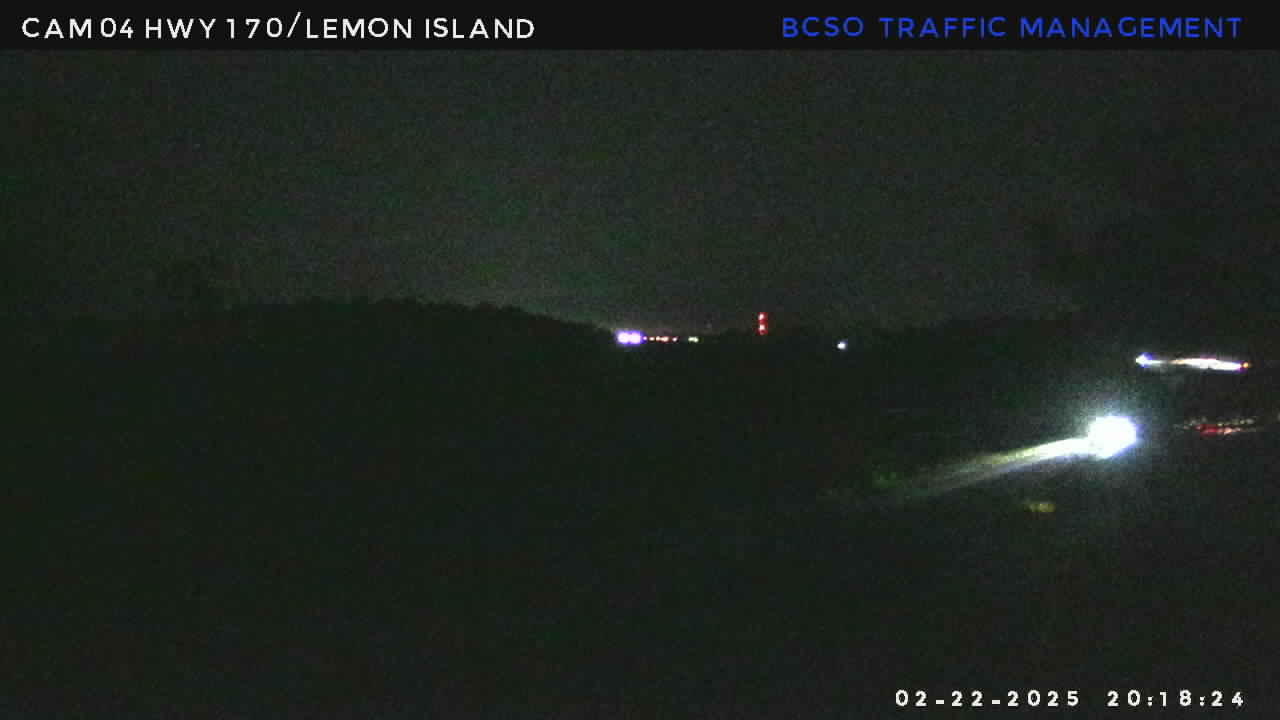 CAM04 HWY 170/LEMON ISLAND
BCSO TRAFFIC MANAGEMENT
02-22-2025 20:18:24